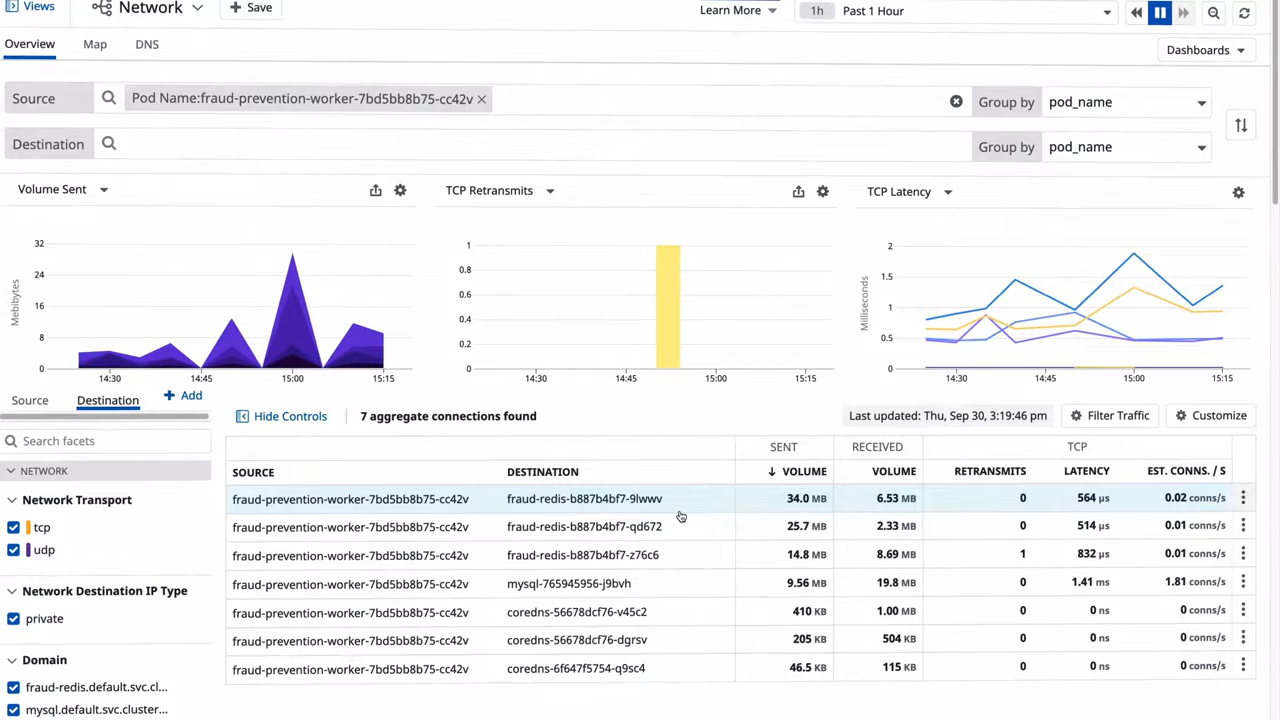 Views
Network
+ Save
Learn More
1h Past 1 Hour
Overview Map DNS
Dashboards
Source Pod Name:fraud-prevention-worker-7bd5bb8b75-cc42v Group by pod_name
Destination Group by pod_name
Volume Sent
TCP Retransmits
TCP Latency
Mebibytes
32
24
16
8
0
14:30 14:45 15:00 15:15
1
0.8
0.6
0.4
0.2
0
14:30 14:45 15:00 15:15
Milliseconds
2
1.5
1
0.5
0
14:30 14:45 15:00 15:15
Source Destination + Add
Hide Controls 7 aggregate connections found Last updated: Thu, Sep 30, 3:19:46 pm Filter Traffic Customize
Search facets
NETWORK
Network Transport
tcp
udp
Network Destination IP Type
private
Domain
fraud-redis.default.svc.cl...
mysql.default.svc.cluster...
SENT RECEIVED TCP
SOURCE DESTINATION VOLUME VOLUME RETRANSMITS LATENCY EST. CONNS. / S
fraud-prevention-worker-7bd5bb8b75-cc42v fraud-redis-b887b4bf7-9lwwv 34.0 MB 6.53 MB 0 564 µs 0.02 conns/s
fraud-prevention-worker-7bd5bb8b75-cc42v fraud-redis-b887b4bf7-qd672 25.7 MB 2.33 MB 0 514 µs 0.01 conns/s
fraud-prevention-worker-7bd5bb8b75-cc42v fraud-redis-b887b4bf7-z76c6 14.8 MB 8.69 MB 1 832 µs 0.01 conns/s
fraud-prevention-worker-7bd5bb8b75-cc42v mysql-765945956-j9bvh 9.56 MB 19.8 MB 0 1.41 ms 1.81 conns/s
fraud-prevention-worker-7bd5bb8b75-cc42v coredns-56678dcf76-v45c2 410 KB 1.00 MB 0 0 ns 0 conns/s
fraud-prevention-worker-7bd5bb8b75-cc42v coredns-56678dcf76-dgrsv 205 KB 504 KB 0 0 ns 0 conns/s
fraud-prevention-worker-7bd5bb8b75-cc42v coredns-6f647f5754-q9sc4 46.5 KB 115 KB 0 0 ns 0 conns/s